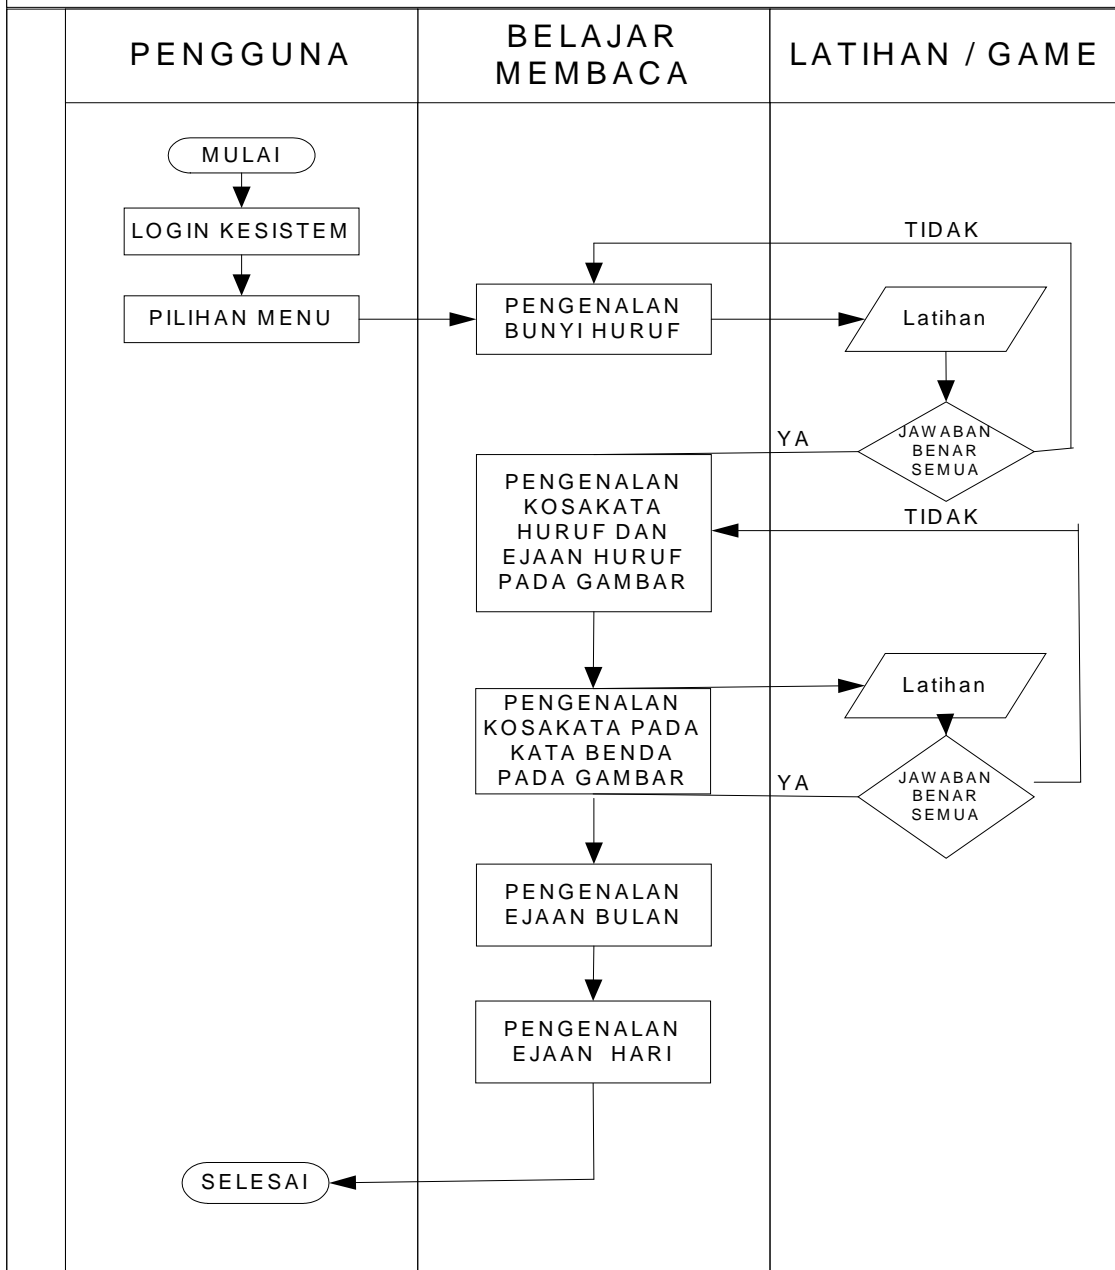 PENGGUNA
BELAJAR
MEMBACA
LATIHAN / GAME
MULAI
LOGIN KESISTEM
PILIHAN MENU
PENGENALAN
BUNYI HURUF
TIDAK
Latihan
JAWABAN
BENAR
SEMUA
YA
PENGENALAN
KOSAKATA
HURUF DAN
EJAAN HURUF
PADA GAMBAR
TIDAK
PENGENALAN
KOSAKATA PADA
KATA BENDA
PADA GAMBAR
Latihan
JAWABAN
BENAR
SEMUA
YA
PENGENALAN
EJAAN BULAN
PENGENALAN
EJAAN HARI
SELESAI